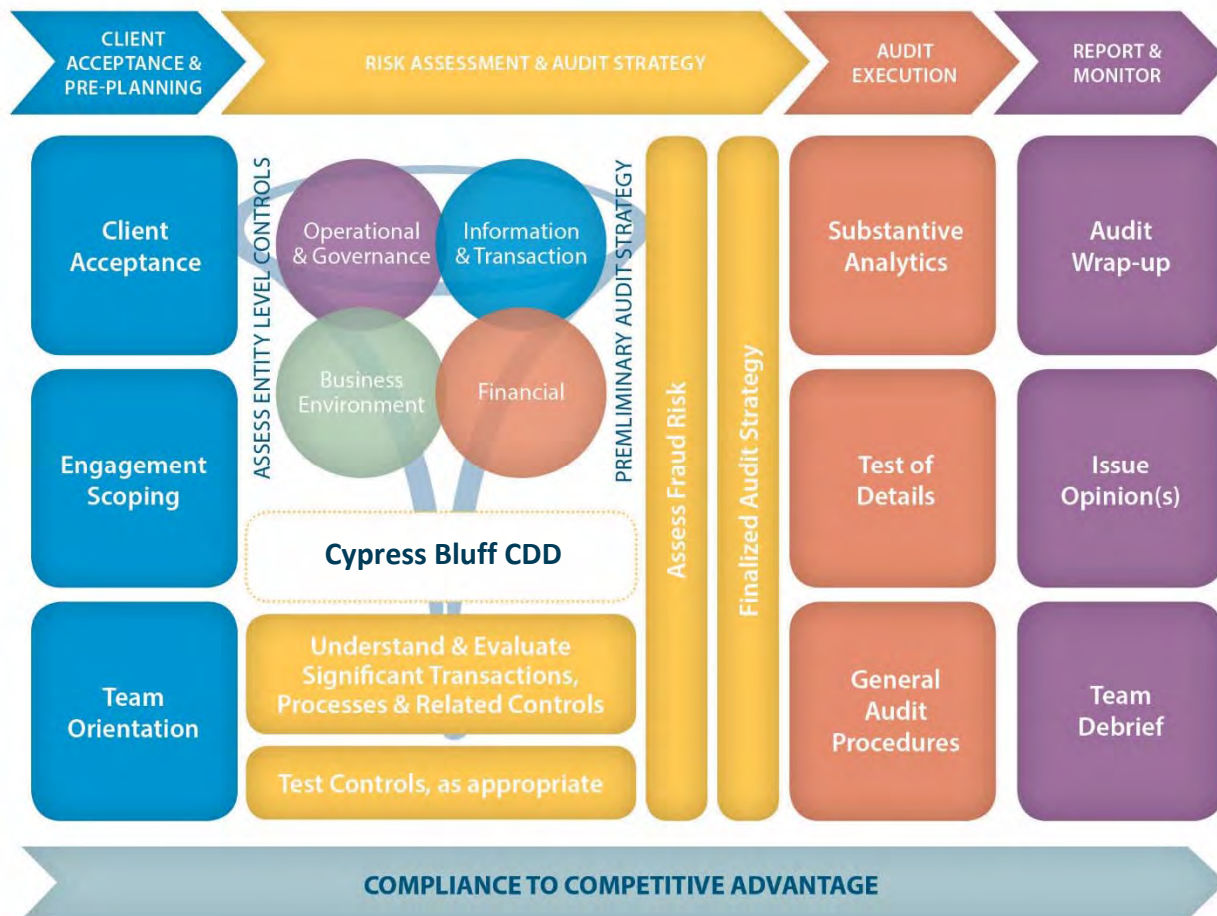 CLIENT
ACCEPTANCE &
PRE-PLANNING
RISK ASSESSMENT & AUDIT STRATEGY
AUDIT
EXECUTION
REPORT &
MONITOR
Client
Acceptance
Engagement
Scoping
Team
Orientation
ASSESS ENTITY LEVEL CONTROLS
Operational
& Governance
Information
& Transaction
Business
Environment
Financial
PREMLIMINARY AUDIT STRATEGY
Cypress Bluff CDD
Understand & Evaluate
Significant Transactions,
Processes & Related Controls
Test Controls, as appropriate
Assess Fraud Risk
Finalized Audit Strategy
Substantive
Analytics
Test of
Details
General
Audit
Procedures
Audit
Wrap-up
Issue
Opinion(s)
Team
Debrief
COMPLIANCE TO COMPETITIVE ADVANTAGE